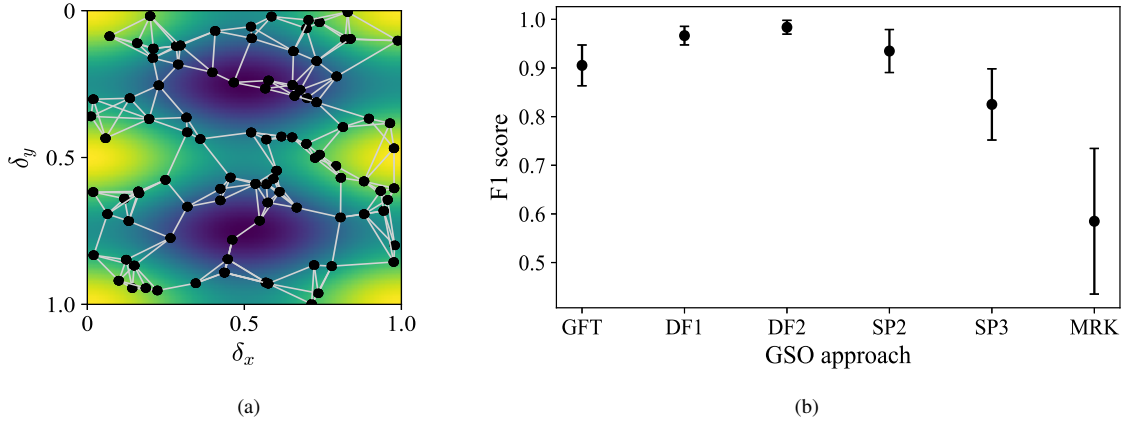 0
δy
0.5
1.0
0
0.5
1.0
δx
(a)
1.0
0.9
0.8
F1 score
0.7
0.6
0.5
GFT DF1 DF2 SP2 SP3 MRK
GSO approach
(b)